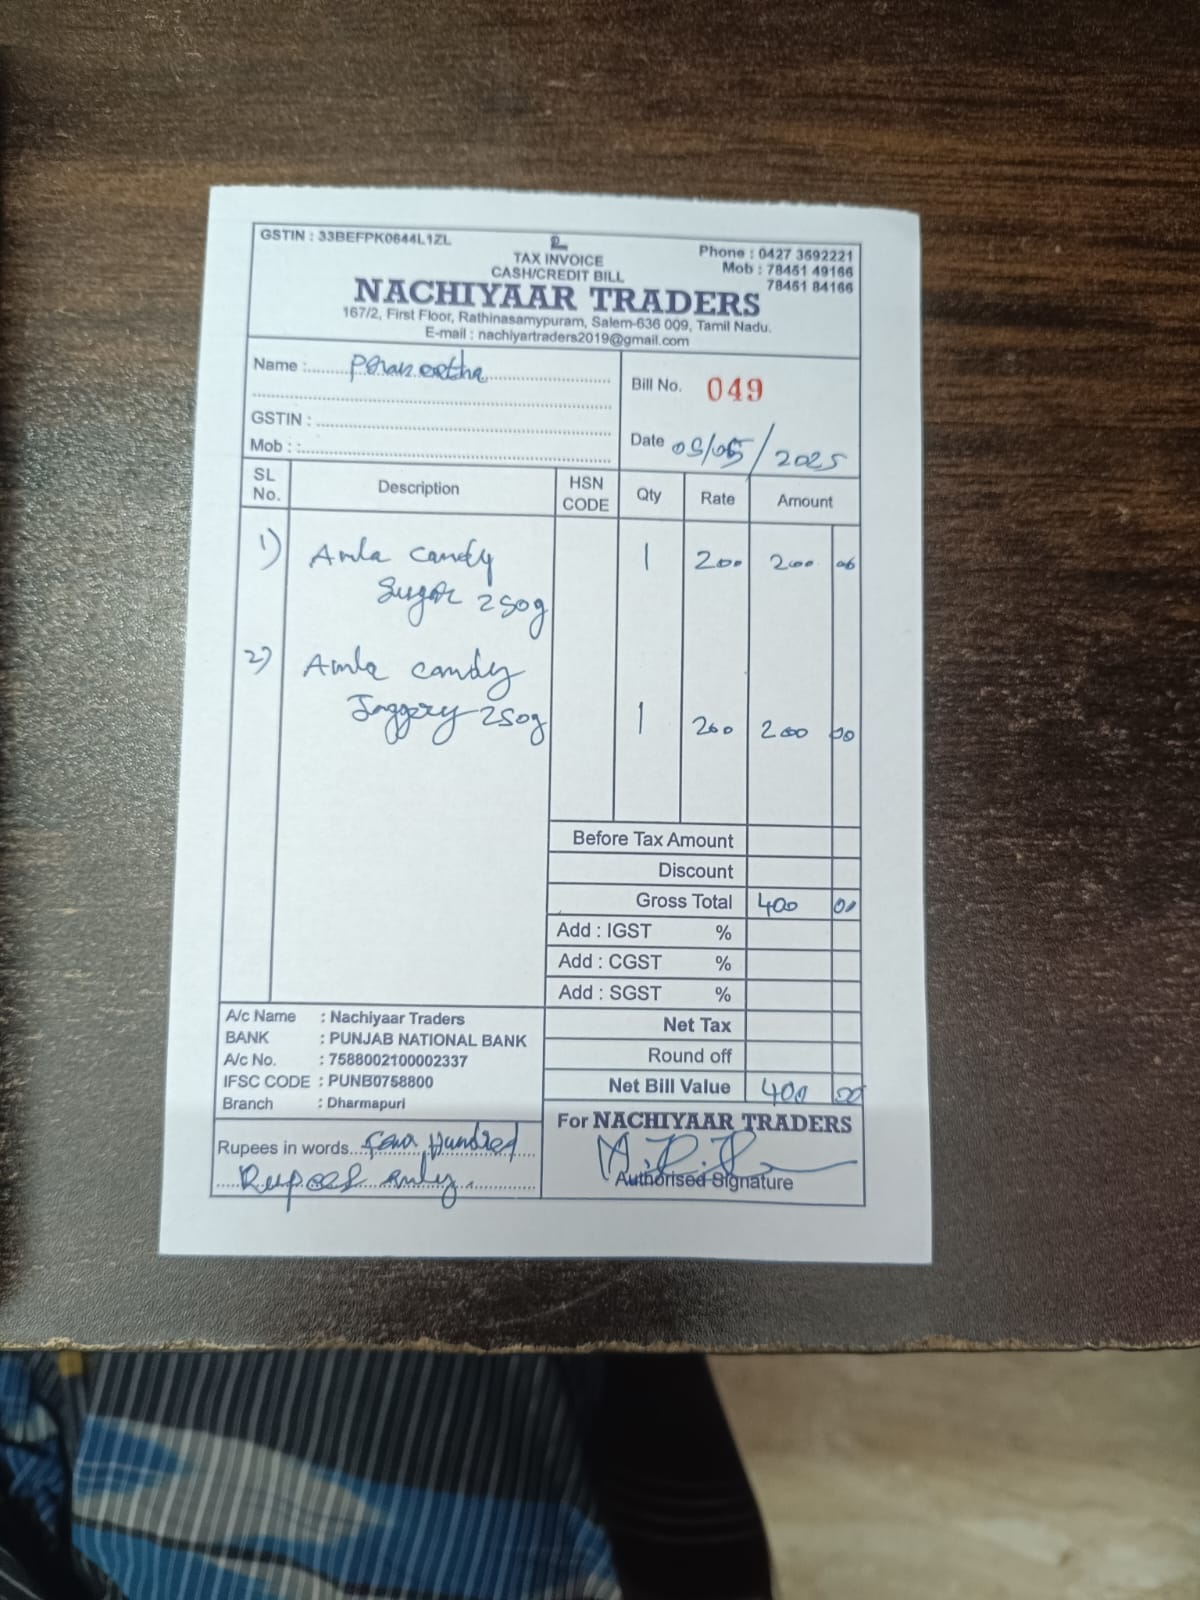 GSTIN : 33BEFPK0644L1ZL
TAX INVOICE
CASH/CREDIT BILL
Phone : 0427 3592221
Mob : 78451 49166
78451 84166
NACHIYAAR TRADERS
167/2, First Floor, Rathinasamypuram, Salem-636 009, Tamil Nadu.
E-mail : nachiyartraders2019@gmail.com
Name :
Bill No. 049
GSTIN :
Mob :
Date /2025
SL No. Description HSN CODE Qty Rate Amount
1) Amla candy 1 200 200 00
Sugar 250g
2) Amla candy
Jaggery 250g 1 200 200 00
Before Tax Amount
Discount
Gross Total 400 00
Add : IGST %
Add : CGST %
Add : SGST %
Net Tax
Round off
Net Bill Value 400 00
A/c Name : Nachiyaar Traders
BANK : PUNJAB NATIONAL BANK
A/c No. : 7588002100002337
IFSC CODE : PUNB0758800
Branch : Dharmapuri
Rupees in words Four Hundred
Rupees only.
For NACHIYAAR TRADERS
Authorised Signature